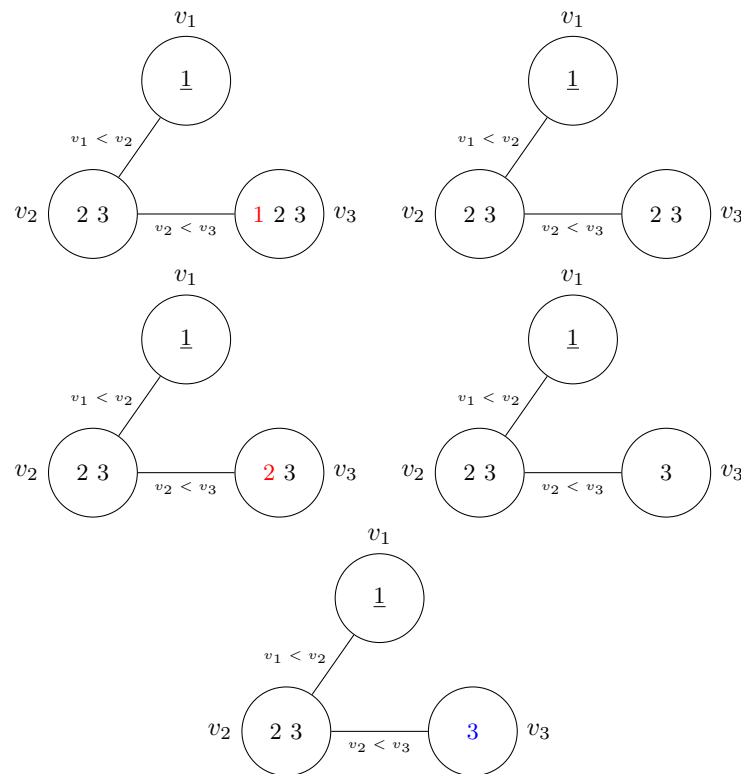 v₁ v₁
1 1
v₁ < v₂ v₁ < v₂
v₂ 2 3 1 2 3 v₃ v₂ 2 3 2 3 v₃
v₂ < v₃ v₂ < v₃
v₁ v₁
1 1
v₁ < v₂ v₁ < v₂
v₂ 2 3 2 3 v₃ v₂ 2 3 3 v₃
v₂ < v₃ v₂ < v₃
v₁
1
v₁ < v₂
v₂ 2 3 3 v₃
v₂ < v₃